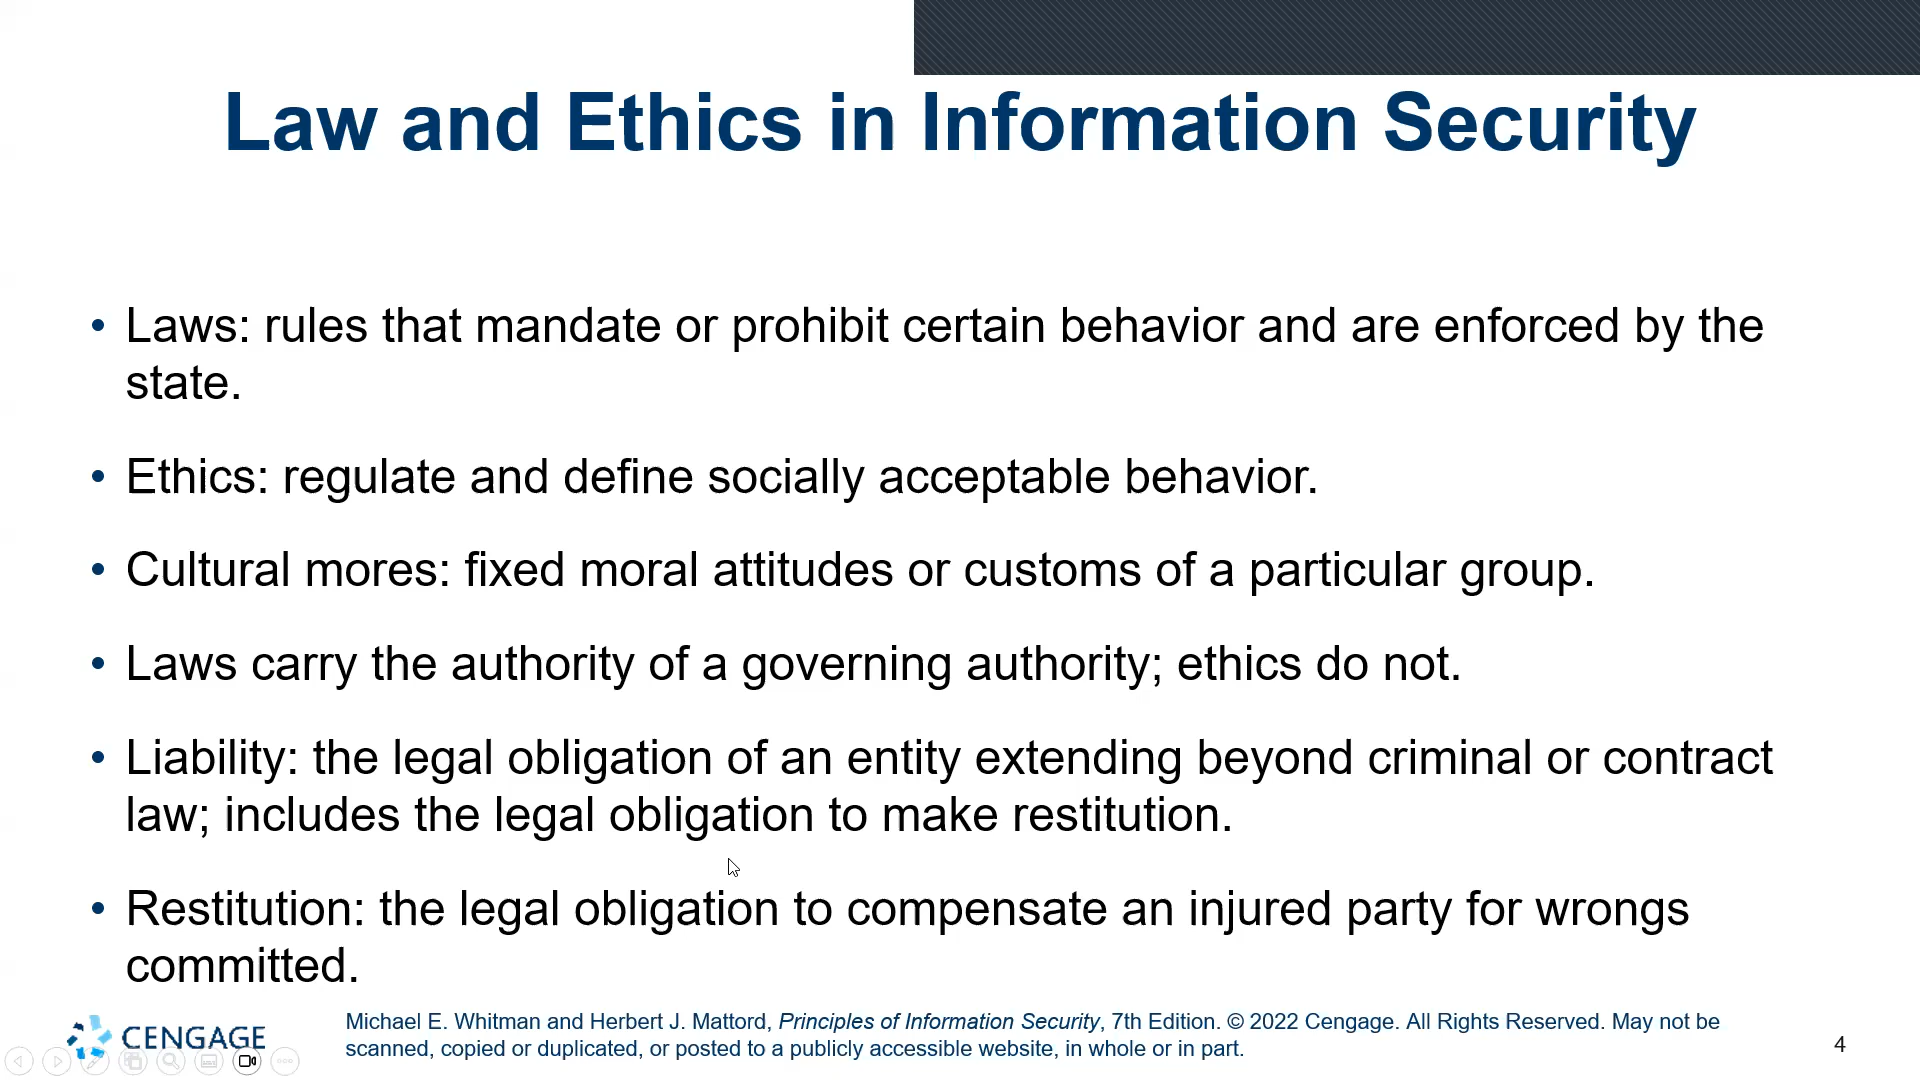 Law and Ethics in Information Security
• Laws: rules that mandate or prohibit certain behavior and are enforced by the
state.
• Ethics: regulate and define socially acceptable behavior.
• Cultural mores: fixed moral attitudes or customs of a particular group.
• Laws carry the authority of a governing authority; ethics do not.
• Liability: the legal obligation of an entity extending beyond criminal or contract
law; includes the legal obligation to make restitution.
• Restitution: the legal obligation to compensate an injured party for wrongs
committed.
CENGAGE
Michael E. Whitman and Herbert J. Mattord, Principles of Information Security, 7th Edition. © 2022 Cengage. All Rights Reserved. May not be
scanned, copied or duplicated, or posted to a publicly accessible website, in whole or in part.
4